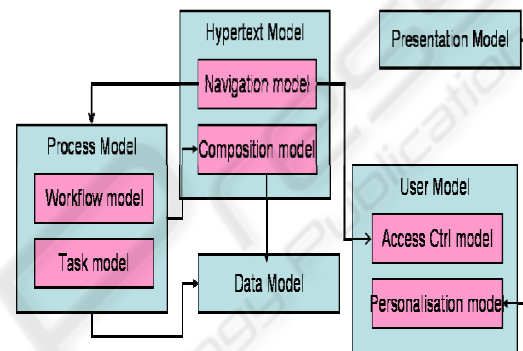 Hypertext Model
Presentation Model
Navigation model
Process Model
Composition model
User Model
Workflow model
Access Ctrl model
Task model
Data Model
Personalisation model